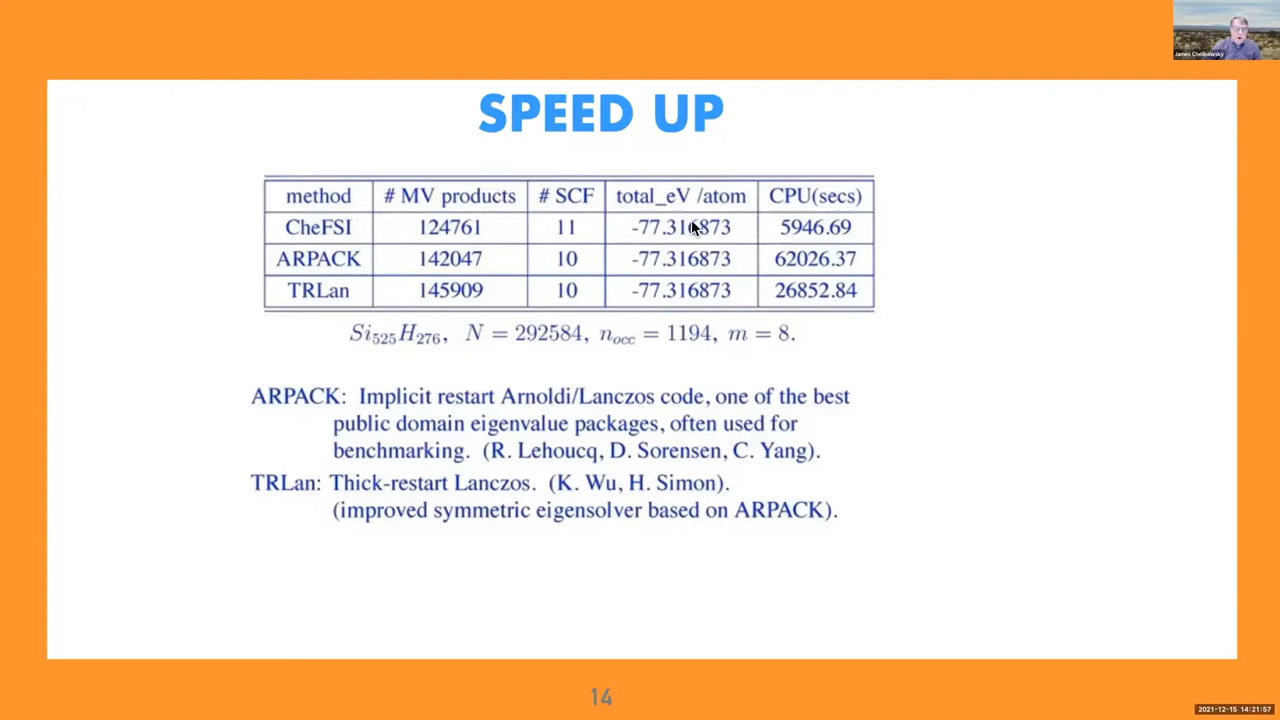 James Chelikowsky
SPEED UP
method # MV products # SCF total_eV /atom CPU(secs)
CheFSI 124761 11 -77.316873 5946.69
ARPACK 142047 10 -77.316873 62026.37
TRLan 145909 10 -77.316873 26852.84
Si₅₂₅H₂₇₆, N = 292584, nₒcc = 1194, m = 8.
ARPACK: Implicit restart Arnoldi/Lanczos code, one of the best
public domain eigenvalue packages, often used for
benchmarking. (R. Lehoucq, D. Sorensen, C. Yang).
TRLan: Thick-restart Lanczos. (K. Wu, H. Simon).
(improved symmetric eigensolver based on ARPACK).
14
2021-12-15 14:21:57